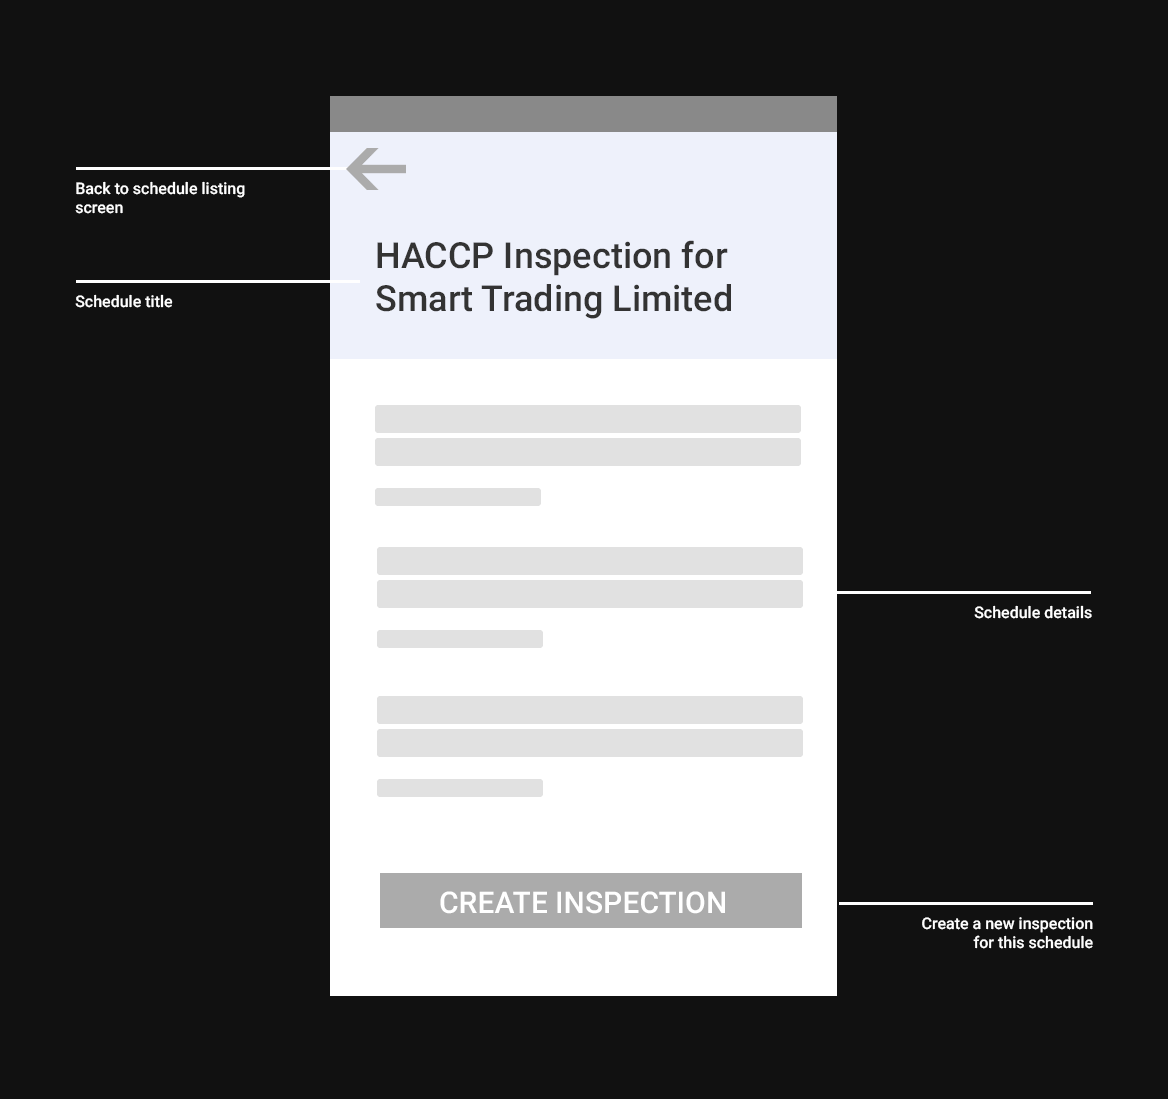 Back to schedule listing
screen
HACCP Inspection for
Smart Trading Limited
Schedule title
Schedule details
CREATE INSPECTION
Create a new inspection
for this schedule